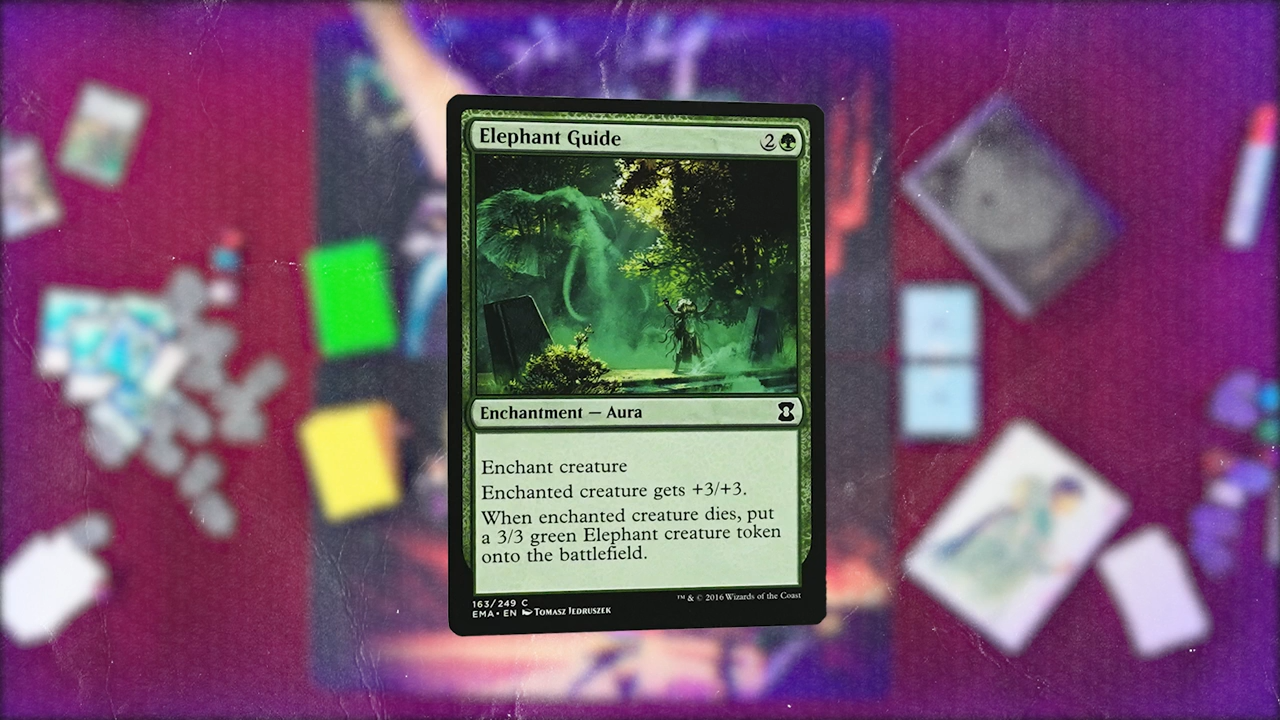 Elephant Guide 2
Enchantment — Aura
Enchant creature
Enchanted creature gets +3/+3.
When enchanted creature dies, put
a 3/3 green Elephant creature token
onto the battlefield.
163/249 C
™ & © 2016 Wizards of the Coast
EMA • EN Tomasz Jedruszek